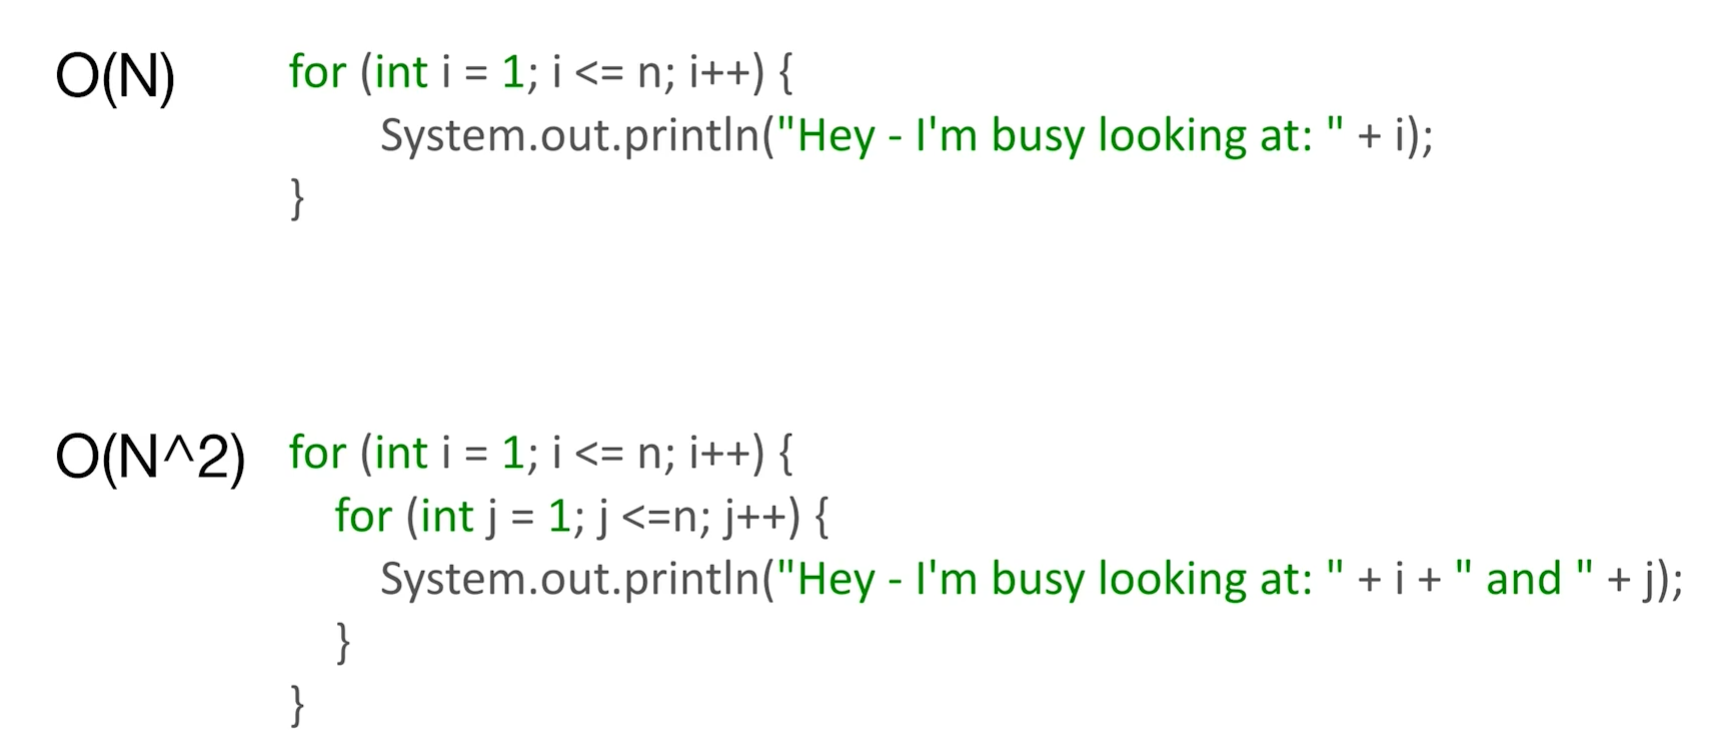 O(N) for (int i = 1; i <= n; i++) {
System.out.println("Hey - I'm busy looking at: " + i);
}
O(N^2) for (int i = 1; i <= n; i++) {
for (int j = 1; j <=n; j++) {
System.out.println("Hey - I'm busy looking at: " + i + " and " + j);
}
}